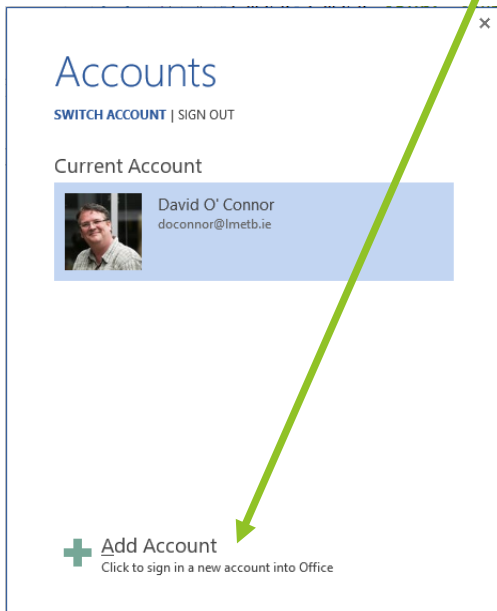 Accounts
SWITCH ACCOUNT | SIGN OUT
Current Account
David O' Connor
doconnor@lmetb.ie
Add Account
Click to sign in a new account into Office